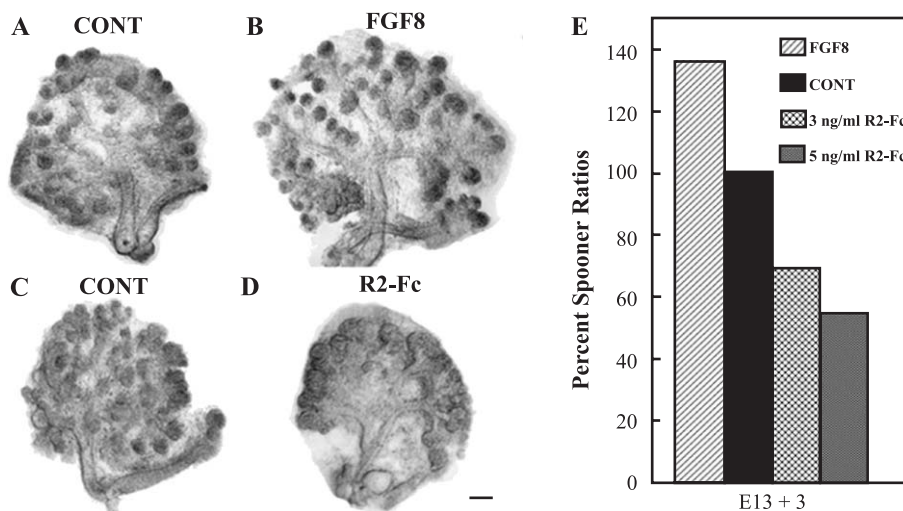 A CONT
B FGF8
C CONT
D R2-Fc
E
Percent Spooner Ratios
140
120
100
80
60
40
20
0
FGF8
CONT
3 ng/ml R2-Fc
5 ng/ml R2-Fc
E13 + 3